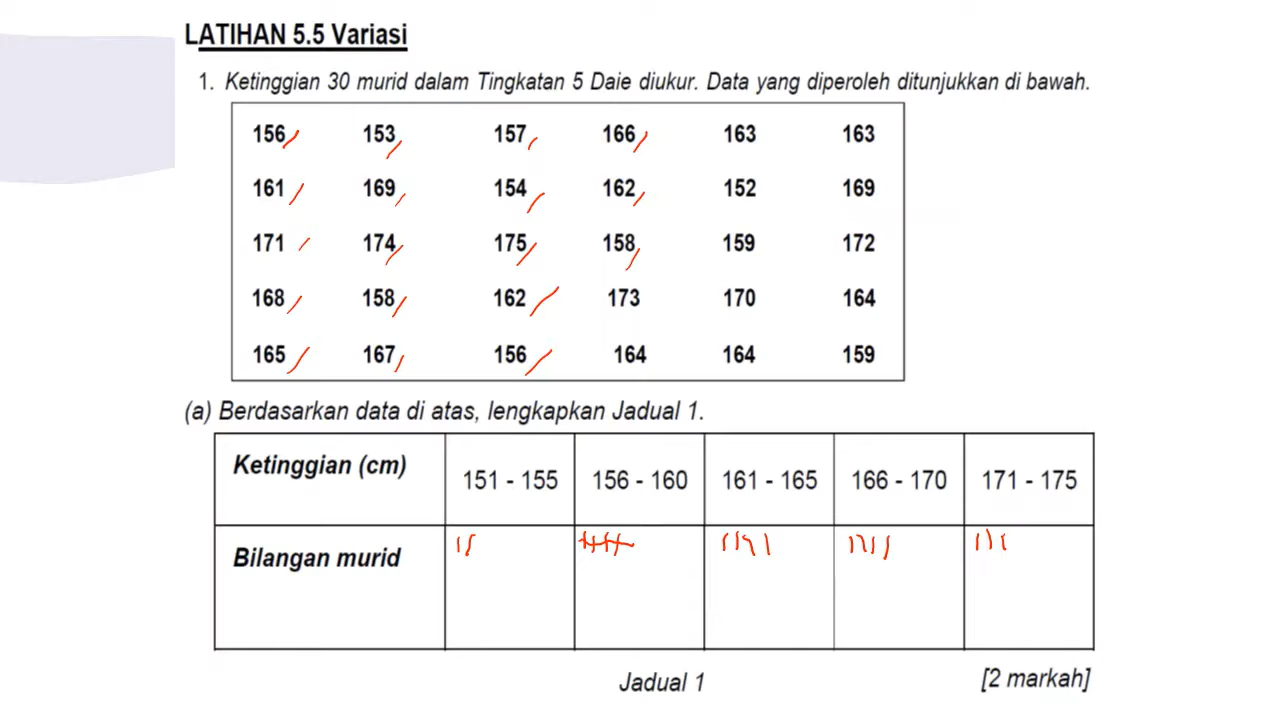 LATIHAN 5.5 Variasi
1. Ketinggian 30 murid dalam Tingkatan 5 Daie diukur. Data yang diperoleh ditunjukkan di bawah.
156 153 157 166 163 163
161 169 154 162 152 169
171 174 175 158 159 172
168 158 162 173 170 164
165 167 156 164 164 159
(a) Berdasarkan data di atas, lengkapkan Jadual 1.
Ketinggian (cm) 151 - 155 156 - 160 161 - 165 166 - 170 171 - 175
Bilangan murid
Jadual 1 [2 markah]